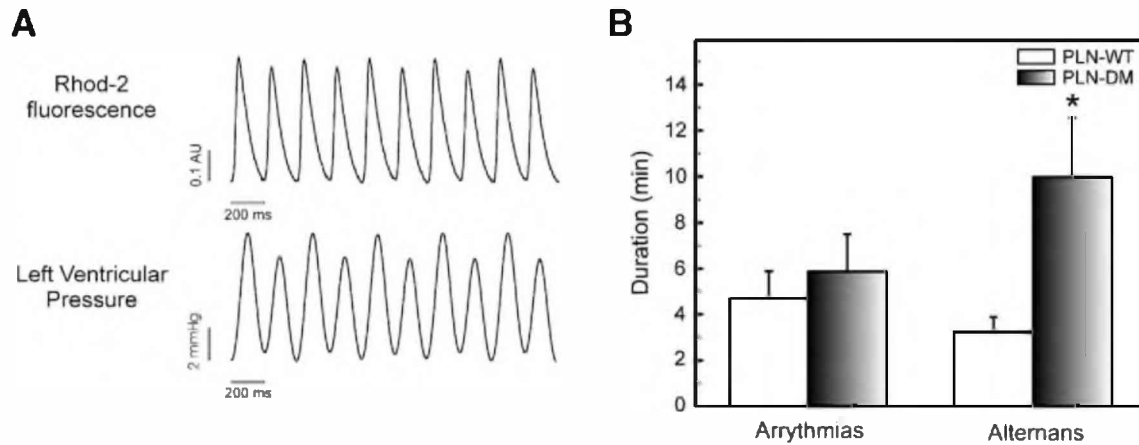 A
Rhod-2
fluorescence
0.1 AU
200 ms
Left Ventricular
Pressure
2 mmHg
200 ms
B
PLN-WT
PLN-DM
*
Duration (min)
14
12
10
8
6
4
2
0
Arrythmias
Alternans